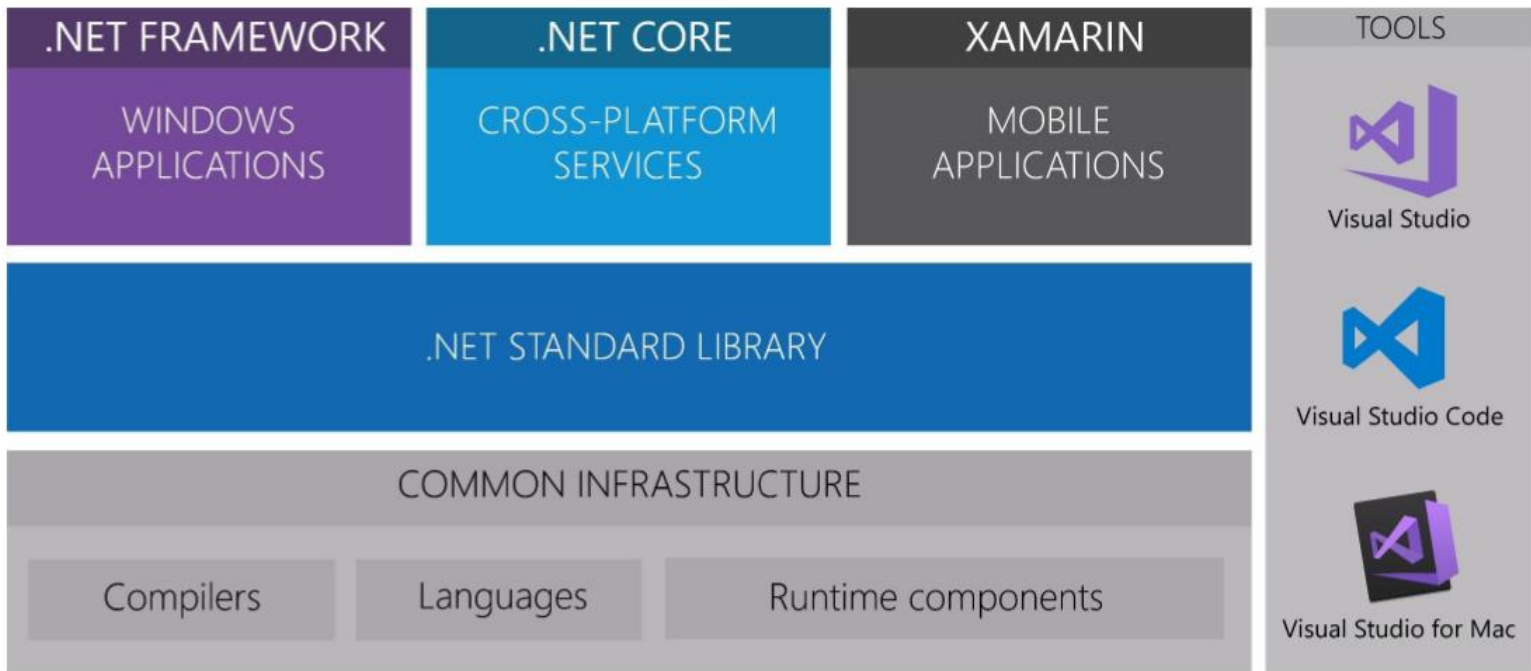 .NET FRAMEWORK
WINDOWS
APPLICATIONS
.NET CORE
CROSS-PLATFORM
SERVICES
XAMARIN
MOBILE
APPLICATIONS
.NET STANDARD LIBRARY
COMMON INFRASTRUCTURE
Compilers
Languages
Runtime components
TOOLS
Visual Studio
Visual Studio Code
Visual Studio for Mac